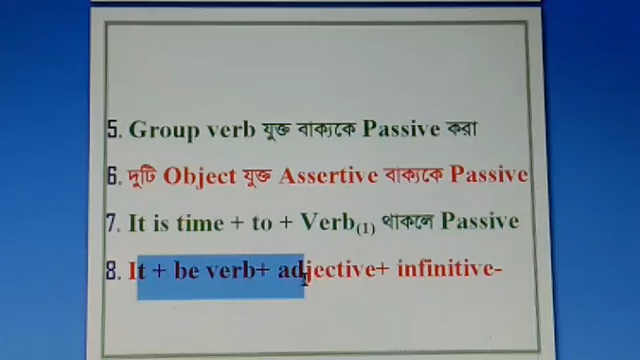 5. Group verb যুক্ত বাক্যকে Passive করা
6. দুটি Object যুক্ত Assertive বাক্যকে Passive
7. It is time + to + Verb(1) থাকলে Passive
8. It + be verb+ adjective+ infinitive-